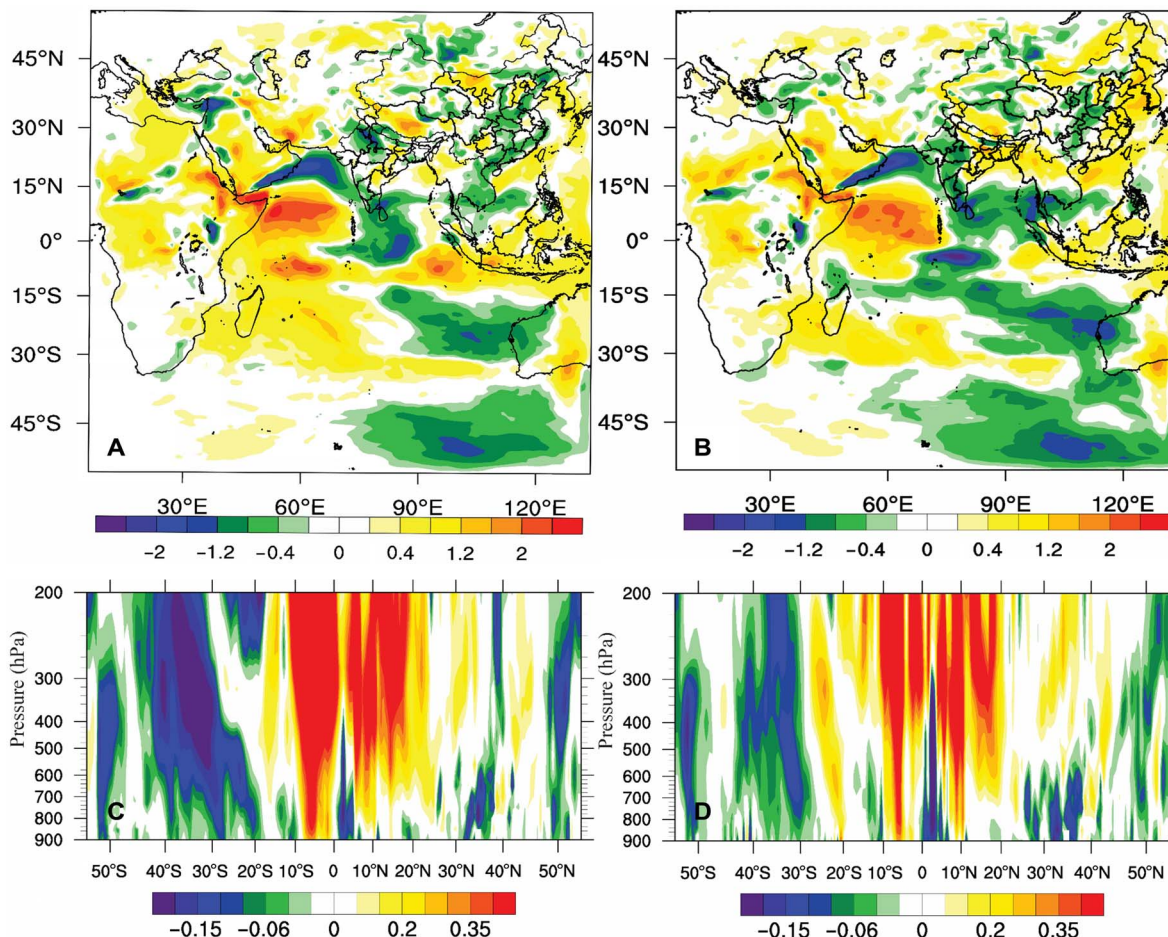 45°N
30°N
15°N
0°
15°S
30°S
45°S
A
30°E 60°E 90°E 120°E
−2 −1.2 −0.4 0 0.4 1.2 2
45°N
30°N
15°N
0°
15°S
30°S
45°S
B
30°E 60°E 90°E 120°E
−2 −1.2 −0.4 0 0.4 1.2 2
Pressure (hPa)
200
300
400
500
600
700
800
900
C
50°S 40°S 30°S 20°S 10°S 0 10°N 20°N 30°N 40°N 50°N
−0.15 −0.06 0 0.2 0.35
Pressure (hPa)
200
300
400
500
600
700
800
900
D
50°S 40°S 30°S 20°S 10°S 0 10°N 20°N 30°N 40°N 50°N
−0.15 −0.06 0 0.2 0.35